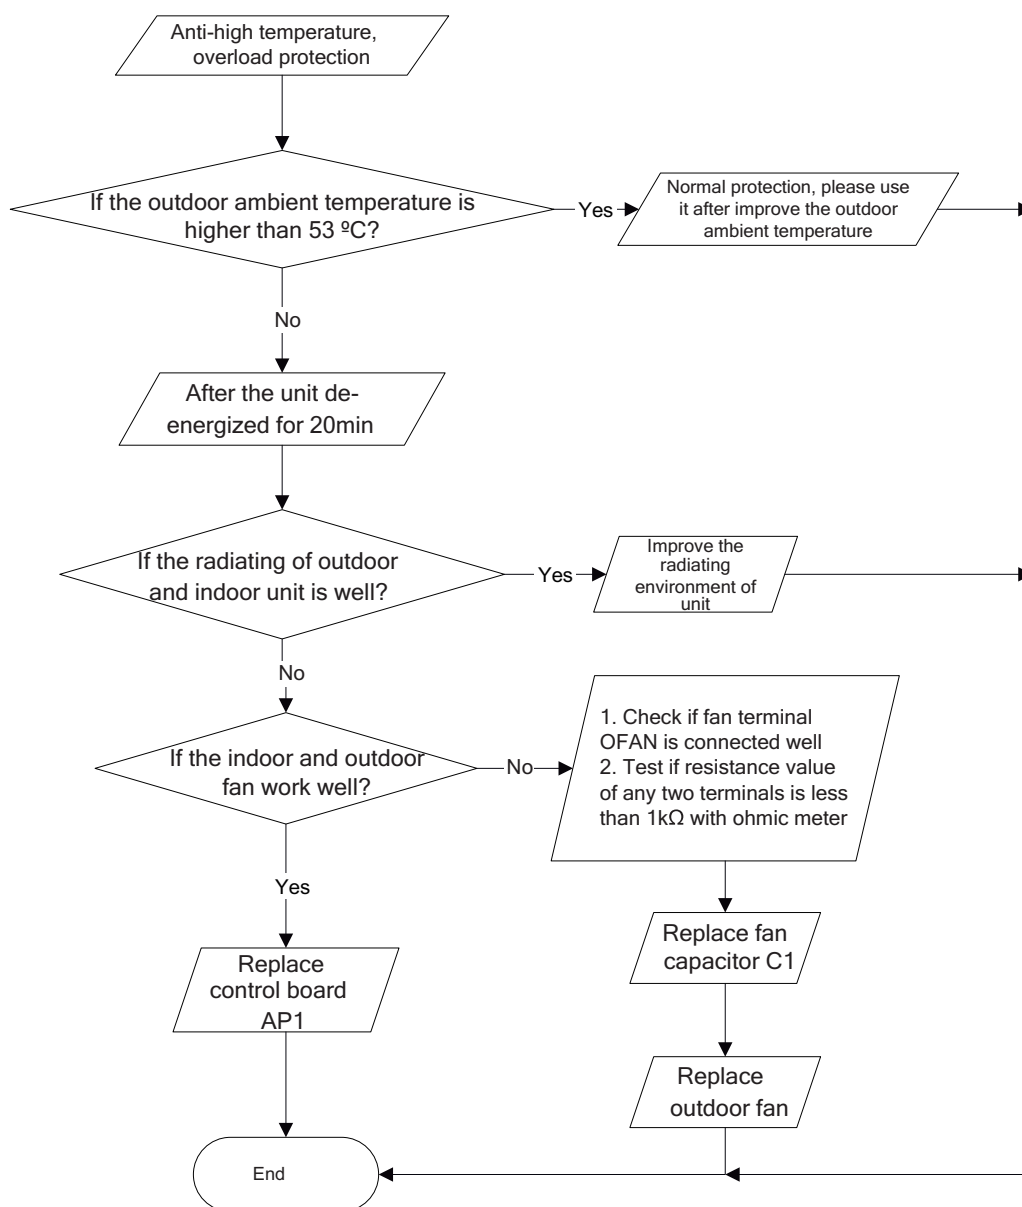 Anti-high temperature,
overload protection
If the outdoor ambient temperature is
higher than 53 ºC?
Yes
Normal protection, please use
it after improve the outdoor
ambient temperature
No
After the unit de-
energized for 20min
If the radiating of outdoor
and indoor unit is well?
Yes
Improve the
radiating
environment of
unit
No
If the indoor and outdoor
fan work well?
No
1. Check if fan terminal
OFAN is connected well
2. Test if resistance value
of any two terminals is less
than 1kΩ with ohmic meter
Yes
Replace fan
capacitor C1
Replace
control board
AP1
Replace
outdoor fan
End